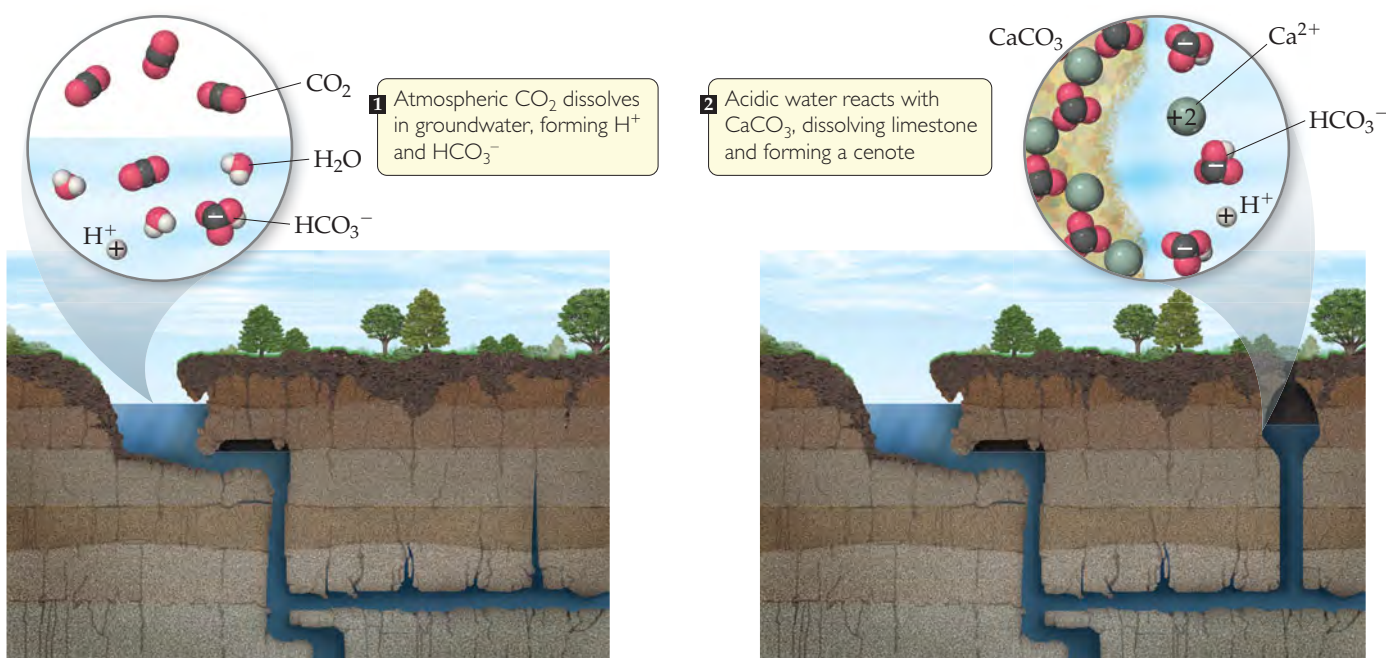 CO₂
H₂O
HCO₃⁻
H⁺
+
−
1 Atmospheric CO₂ dissolves
in groundwater, forming H⁺
and HCO₃⁻
2 Acidic water reacts with
CaCO₃, dissolving limestone
and forming a cenote
CaCO₃
Ca²⁺
−
+2
HCO₃⁻
−
H⁺
+
−